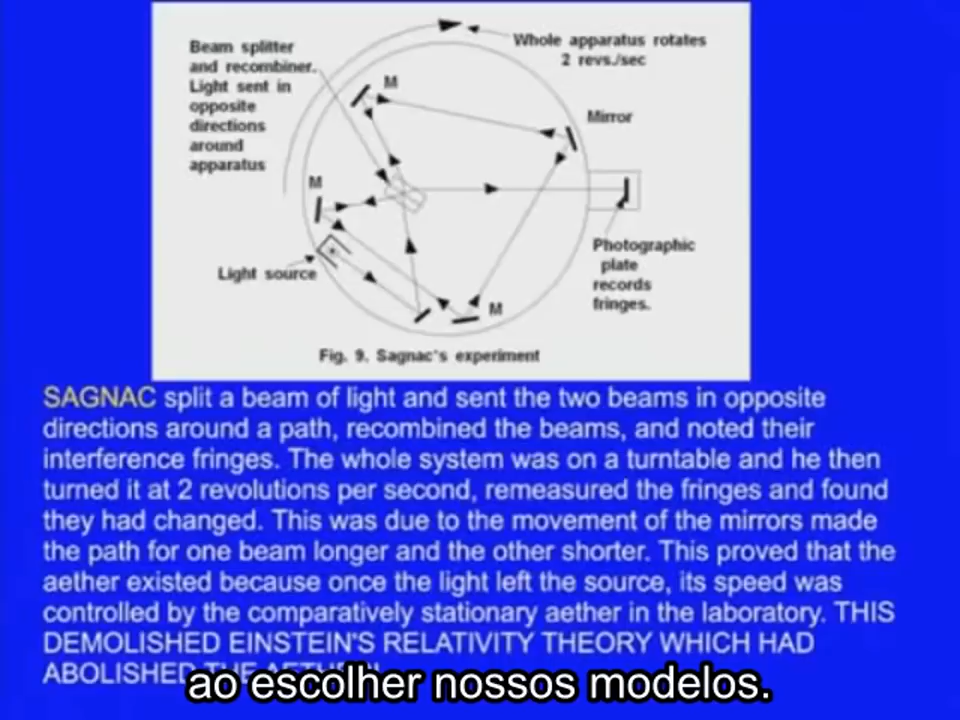 Beam splitter
and recombiner.
Light sent in
opposite
directions
around
apparatus
Whole apparatus rotates
2 revs./sec
M
Mirror
M
Photographic
plate
records
fringes.
Light source
M
Fig. 9. Sagnac's experiment
SAGNAC split a beam of light and sent the two beams in opposite
directions around a path, recombined the beams, and noted their
interference fringes. The whole system was on a turntable and he then
turned it at 2 revolutions per second, remeasured the fringes and found
they had changed. This was due to the movement of the mirrors made
the path for one beam longer and the other shorter. This proved that the
aether existed because once the light left the source, its speed was
controlled by the comparatively stationary aether in the laboratory. THIS
DEMOLISHED EINSTEIN'S RELATIVITY THEORY WHICH HAD
ABOLISHED
ao escolher nossos modelos.